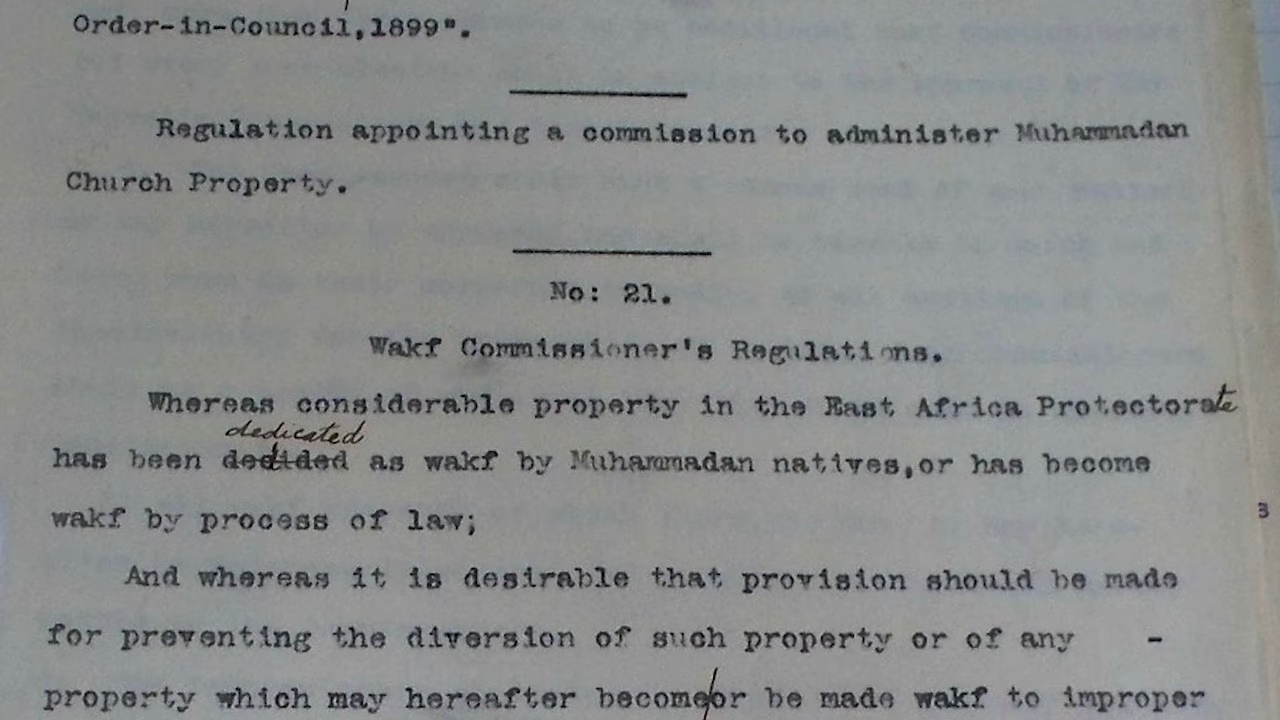 Order-in-Council,1899".
Regulation appointing a commission to administer Muhammadan
Church Property.
No: 21.
Wakf Commissioner's Regulations.
Whereas considerable property in the East Africa Protectorate
dedicated
has been decided as wakf by Muhammadan natives,or has become
wakf by process of law;
3
And whereas it is desirable that provision should be made
for preventing the diversion of such property or of any -
property which may hereafter become/or be made wakf to improper